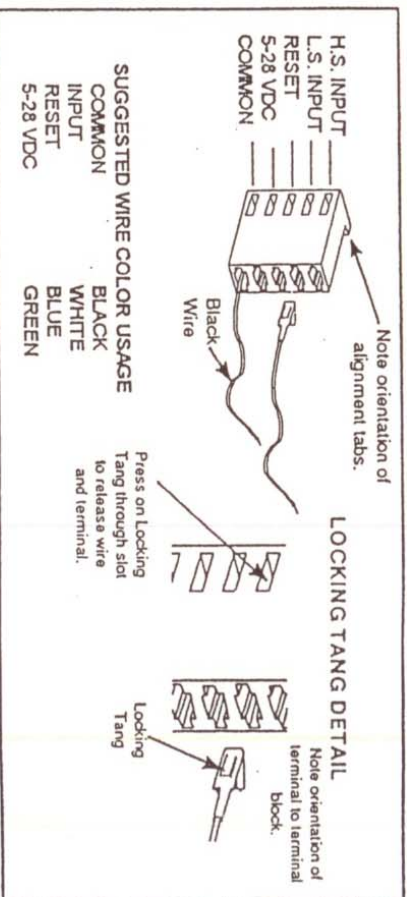 H.S. INPUT
L.S. INPUT
RESET
5-28 VDC
COMMON
Note orientation of
alignment tabs.
Black
Wire
SUGGESTED WIRE COLOR USAGE
COMMON BLACK
INPUT WHITE
RESET BLUE
5-28 VDC GREEN
LOCKING TANG DETAIL
Note orientation of
terminal to terminal
block.
Press on Locking
Tang through slot
to release wire
and terminal.
Locking
Tang